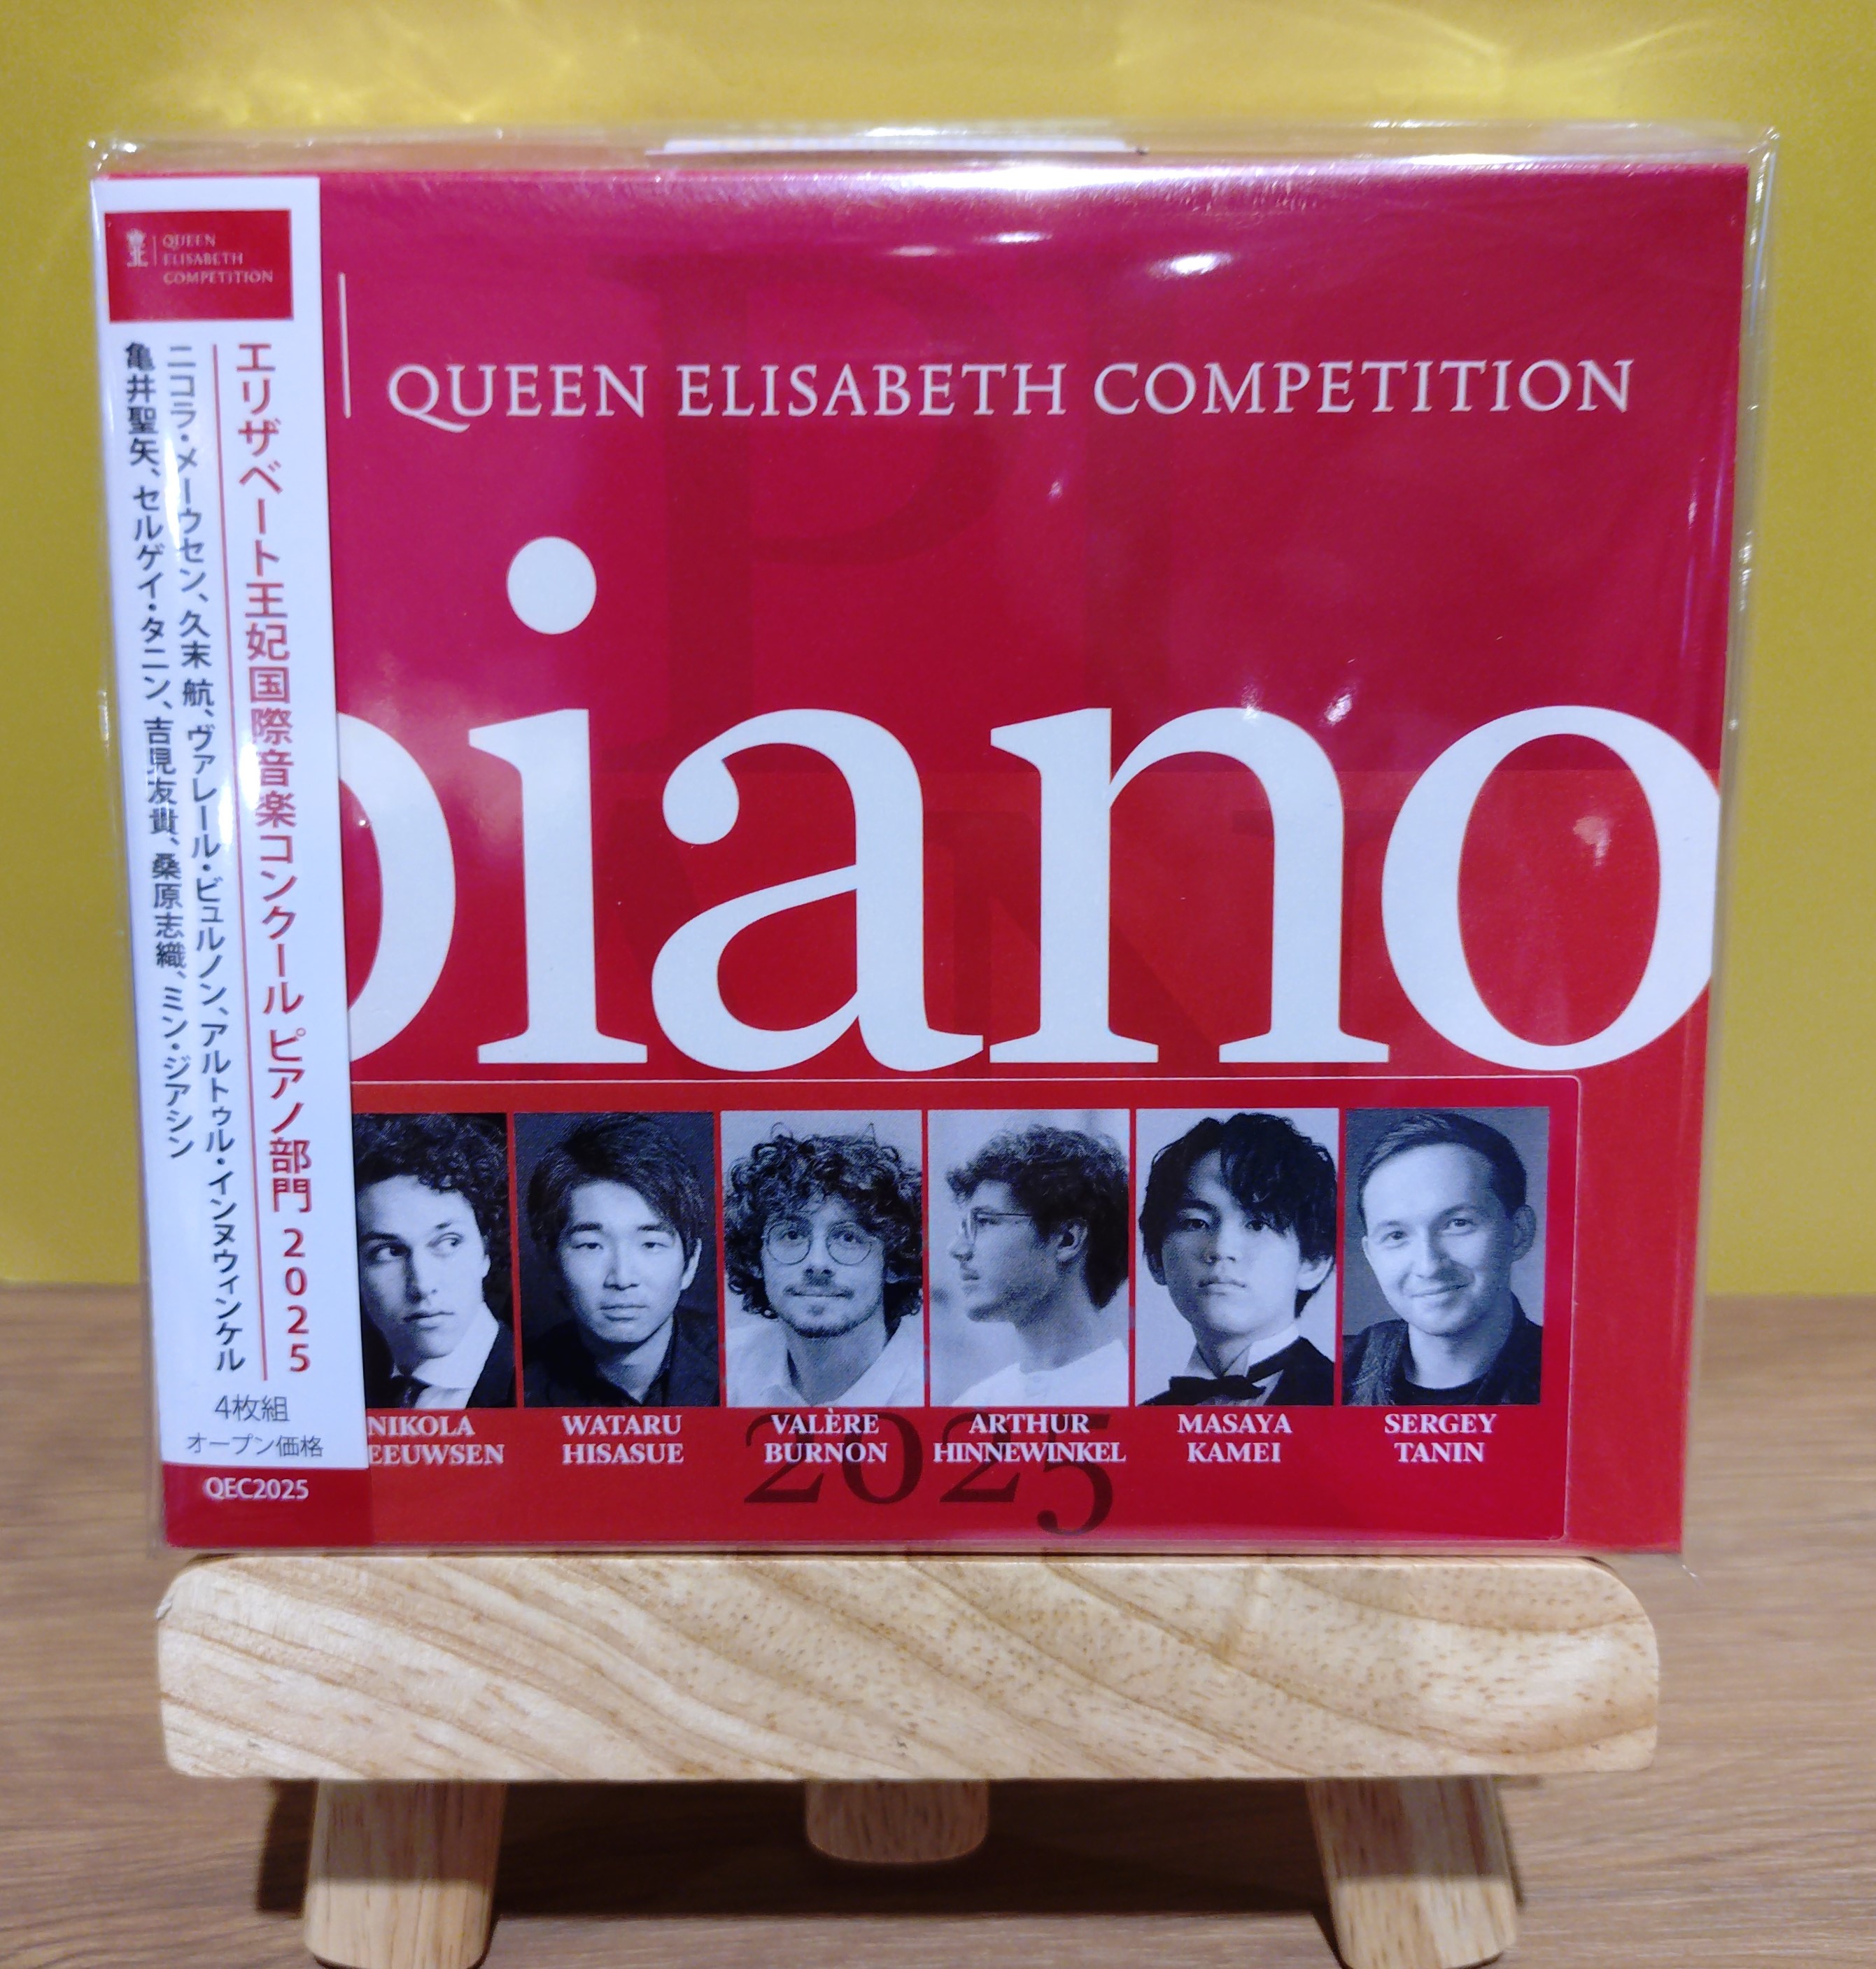 QUEEN
ELISABETH
COMPETITION
エリザベート王妃国際音楽コンクール ピアノ部門 2025
ニコラ・メーウセン、久末 航、ヴァレール・ビュルノン、アルトゥル・インヌウィンケル
亀井聖矢、セルゲイ・タニン、吉見友貴、桑原志織、ミン・ジアシン
4枚組
オープン価格
QEC2025
QUEEN ELISABETH COMPETITION
piano
NIKOLA
EEUWSEN
WATARU
HISASUE
VALÈRE
BURNON
ARTHUR
HINNEWINKEL
MASAYA
KAMEI
SERGEY
TANIN
2025